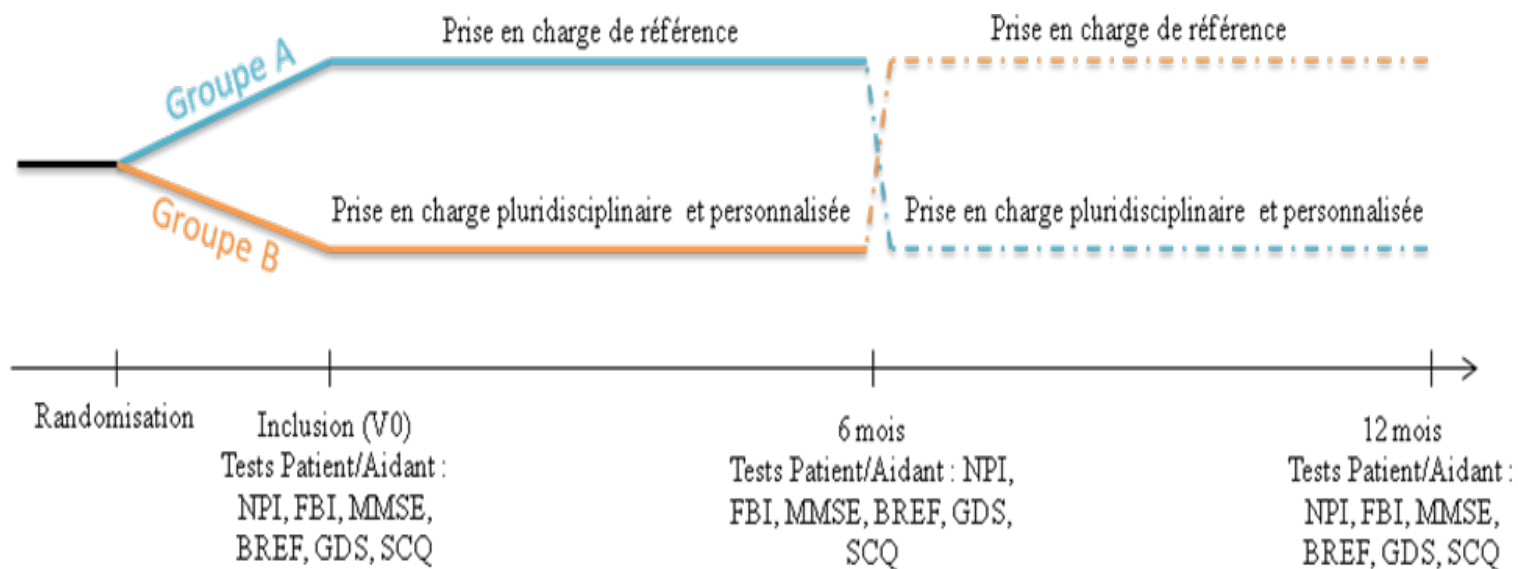 Prise en charge de référence
Prise en charge de référence
Groupe A
Groupe B
Prise en charge pluridisciplinaire et personnalisée
Prise en charge pluridisciplinaire et personnalisée
Randomisation
Inclusion (V0)
Tests Patient/Aidant :
NPI, FBI, MMSE,
BREF, GDS, SCQ
6 mois
Tests Patient/Aidant : NPI,
FBI, MMSE, BREF, GDS,
SCQ
12 mois
Tests Patient/Aidant :
NPI, FBI, MMSE,
BREF, GDS, SCQ